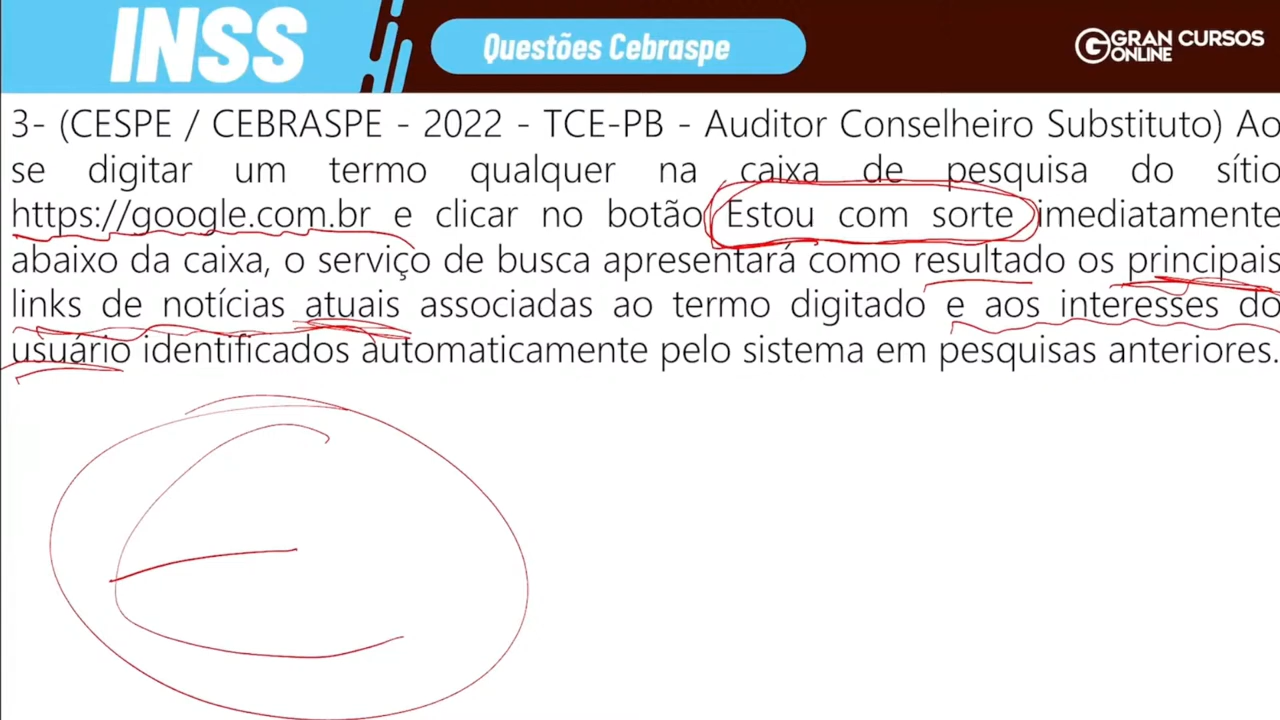 INSS
Questões Cebraspe
GRAN CURSOS
ONLINE
3- (CESPE / CEBRASPE - 2022 - TCE-PB - Auditor Conselheiro Substituto) Ao
se digitar um termo qualquer na caixa de pesquisa do sítio
https://google.com.br e clicar no botão Estou com sorte imediatamente
abaixo da caixa, o serviço de busca apresentará como resultado os principais
links de notícias atuais associadas ao termo digitado e aos interesses do
usuário identificados automaticamente pelo sistema em pesquisas anteriores.
E